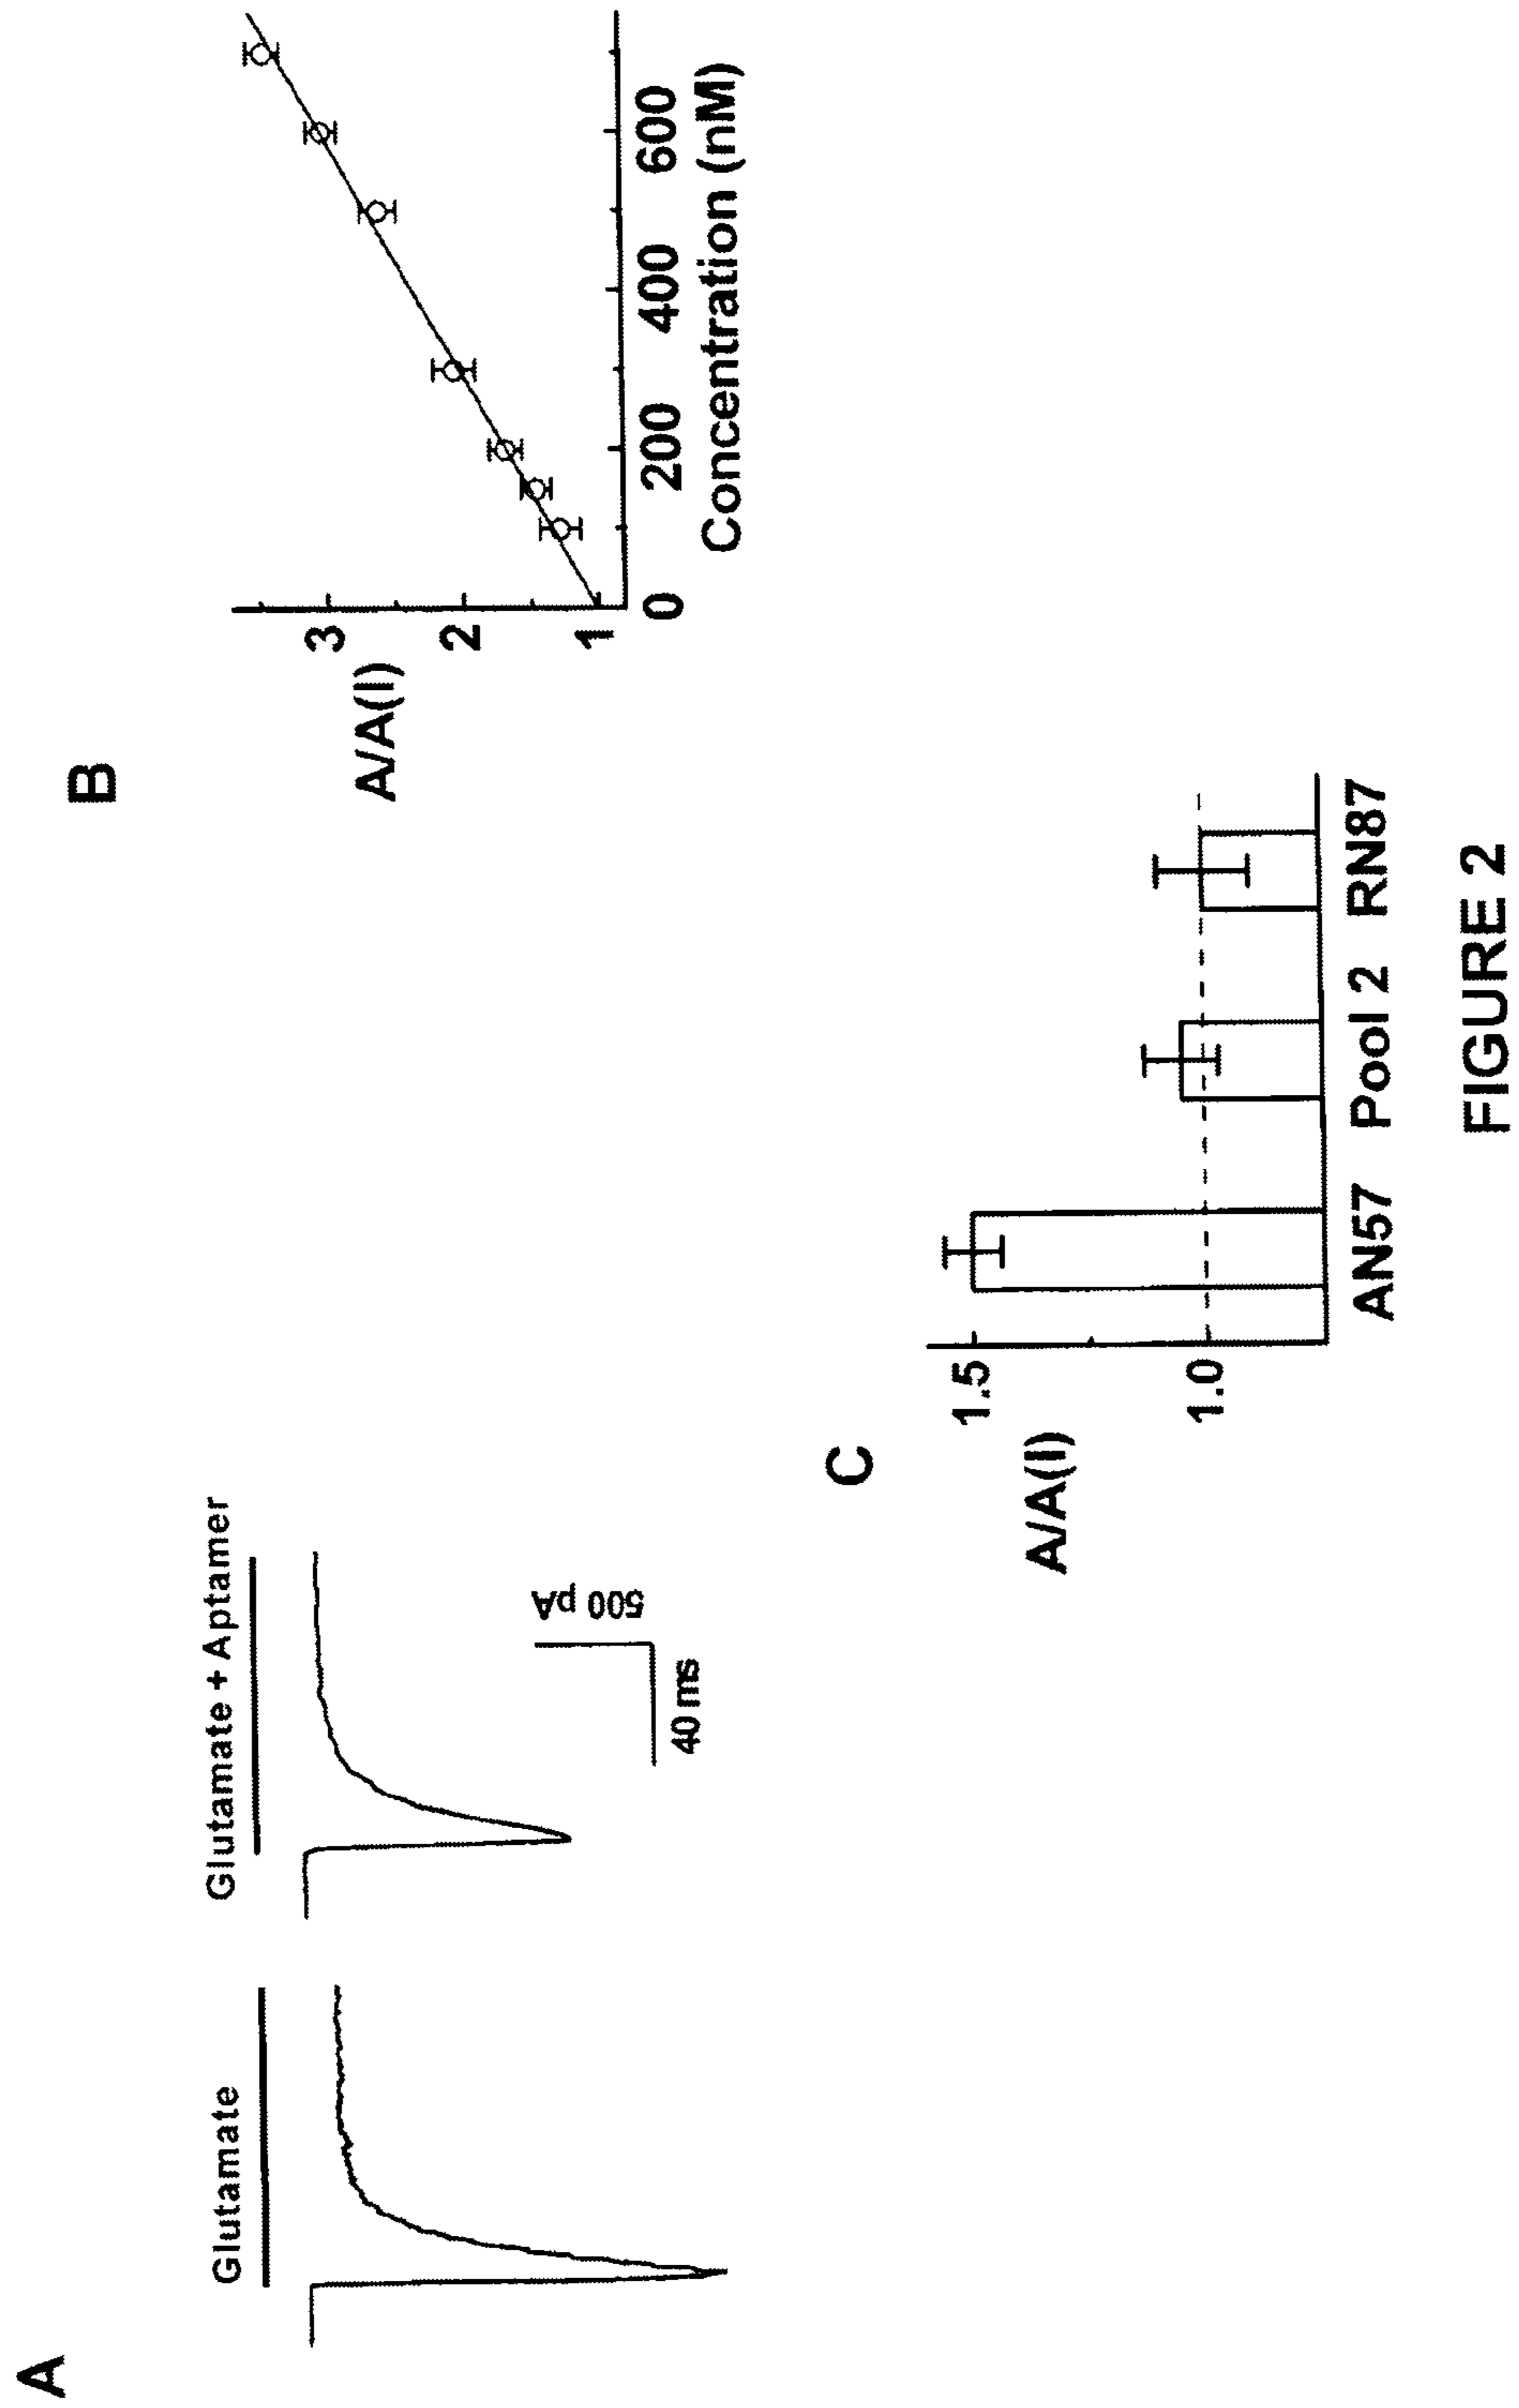 A
Glutamate
Glutamate + Aptamer
500 pA
40 ms
B
A/A(I)
3
2
1
0
200
400
600
Concentration (nM)
C
A/A(I)
1.5
1.0
AN57 Pool 2 RN87
FIGURE 2